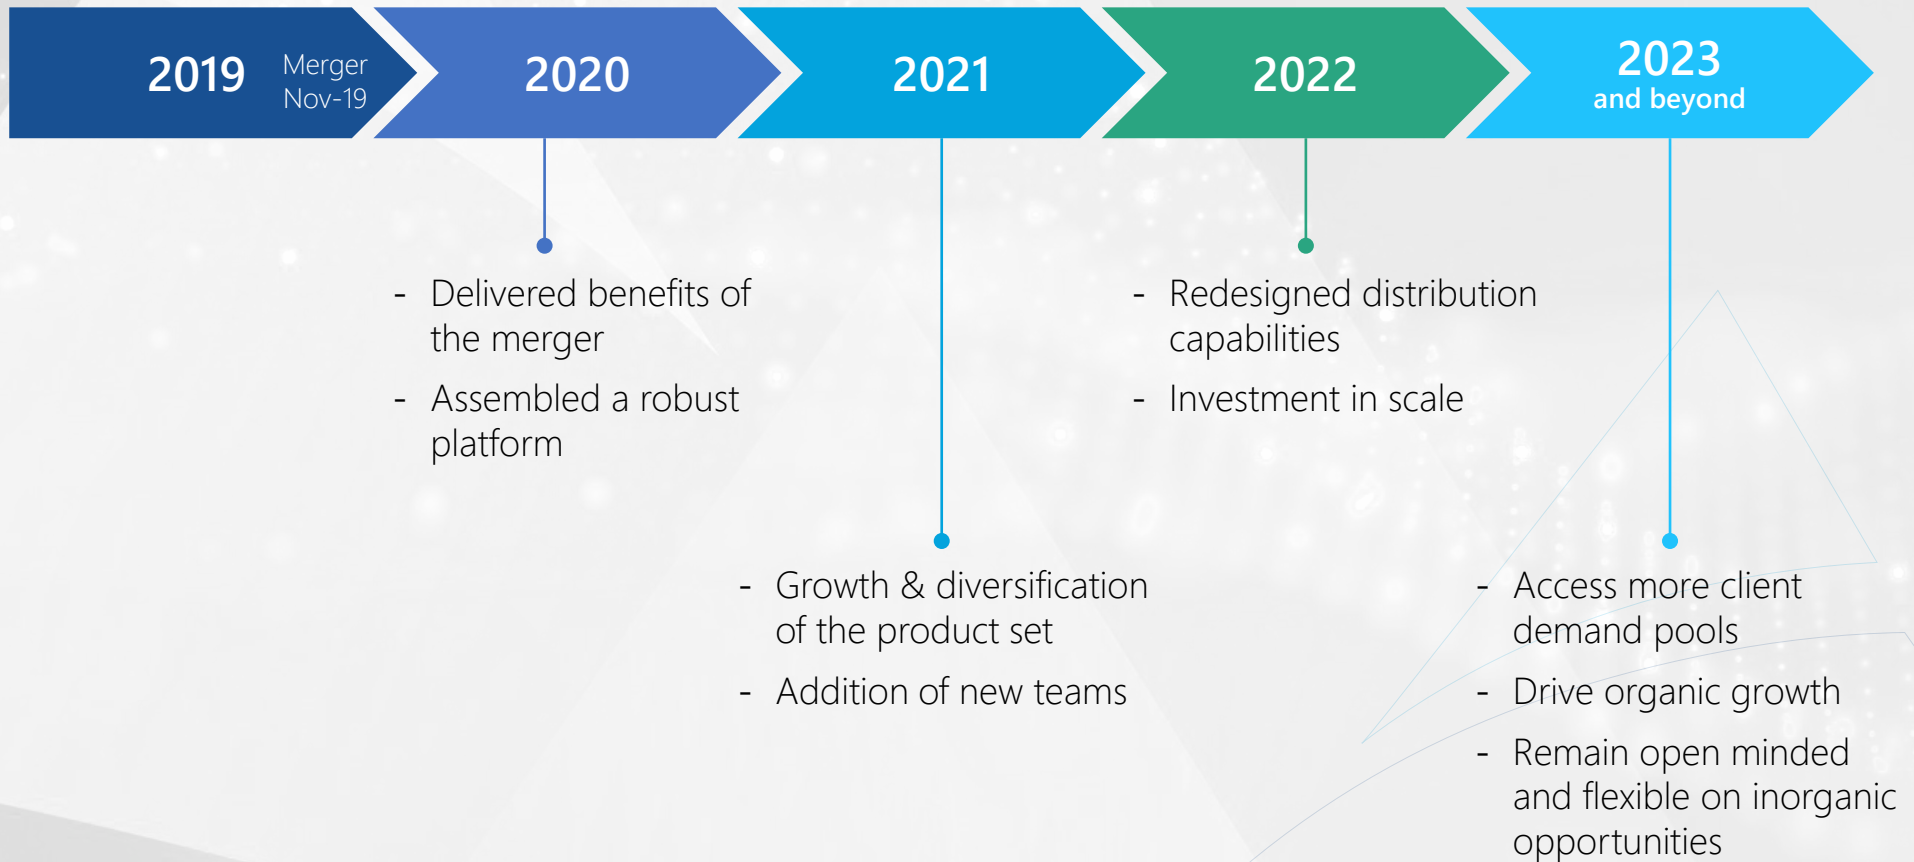 2019
Merger
Nov-19
2020
2021
2022
2023
and beyond
- Delivered benefits of
the merger
- Assembled a robust
platform
- Growth & diversification
of the product set
- Addition of new teams
- Redesigned distribution
capabilities
- Investment in scale
- Access more client
demand pools
- Drive organic growth
- Remain open minded
and flexible on inorganic
opportunities